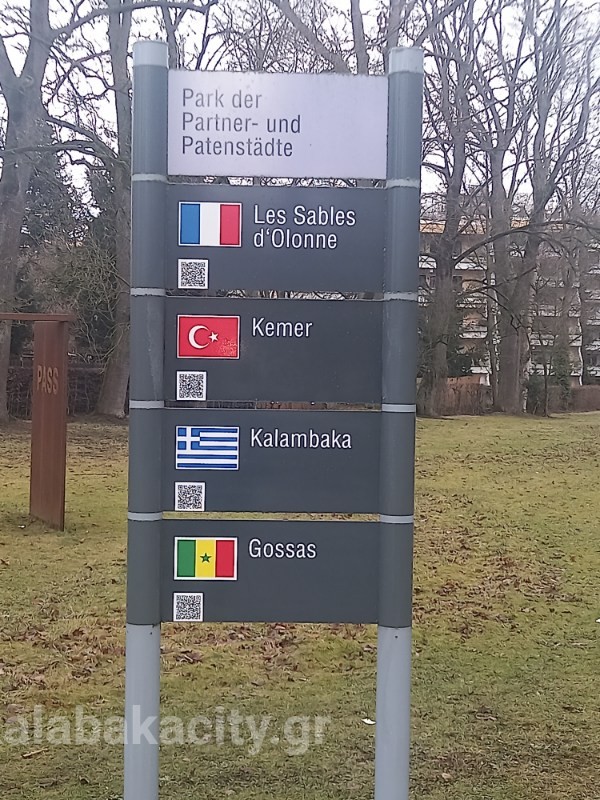 Park der
Partner- und
Patenstädte
Les Sables
d'Olonne
Kemer
Kalambaka
Gossas
PASS
alabakacity.gr